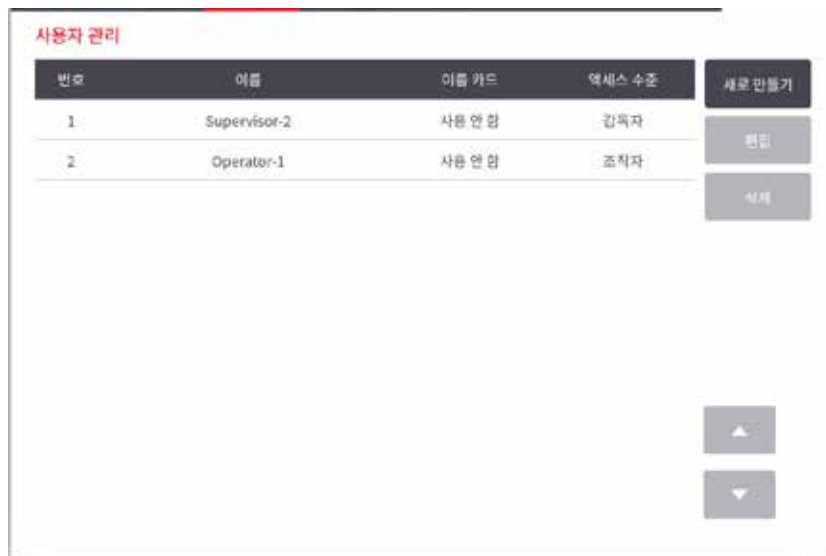 사용자 관리
번호 이름 이름 카드 액세스 수준 새로 만들기
1 Supervisor-2 사용 안 함 감독자
편집
2 Operator-1 사용 안 함 조작자
삭제